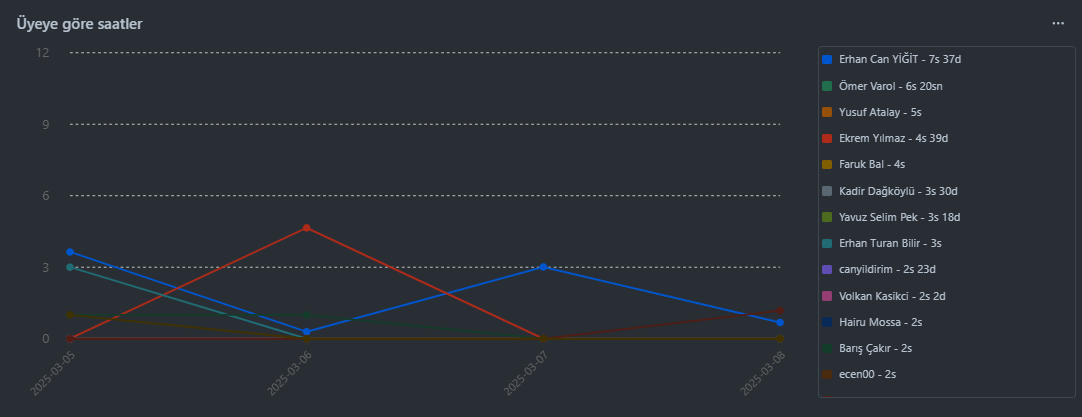 Üyeye göre saatler
...
12
9
6
3
0
2025-03-05
2025-03-06
2025-03-07
2025-03-08
Erhan Can YİĞİT - 7s 37d
Ömer Varol - 6s 20sn
Yusuf Atalay - 5s
Ekrem Yılmaz - 4s 39d
Faruk Bal - 4s
Kadir Dağköylü - 3s 30d
Yavuz Selim Pek - 3s 18d
Erhan Turan Bilir - 3s
canyildirim - 2s 23d
Volkan Kasikci - 2s 2d
Hairu Mossa - 2s
Barış Çakır - 2s
ecen00 - 2s